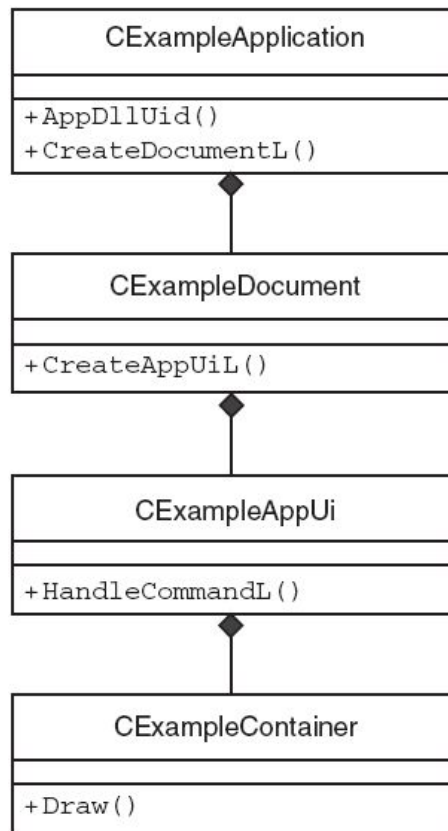 CExampleApplication
+AppDllUid()
+CreateDocumentL()
CExampleDocument
+CreateAppUiL()
CExampleAppUi
+HandleCommandL()
CExampleContainer
+Draw()